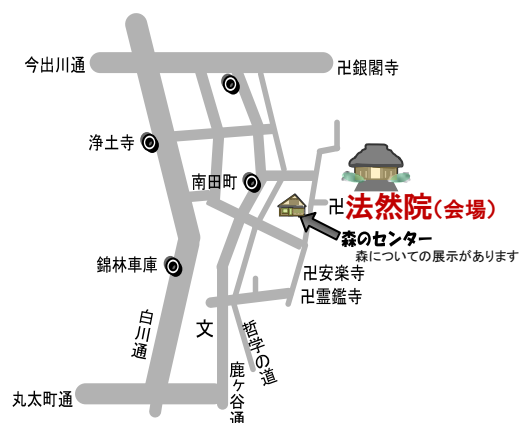 今出川通
卍銀閣寺
浄土寺
南田町
卍法然院(会場)
森のセンター
森についての展示があります
錦林車庫
卍安楽寺
卍霊鑑寺
白川通
文
哲学の道
鹿ヶ谷通
丸太町通